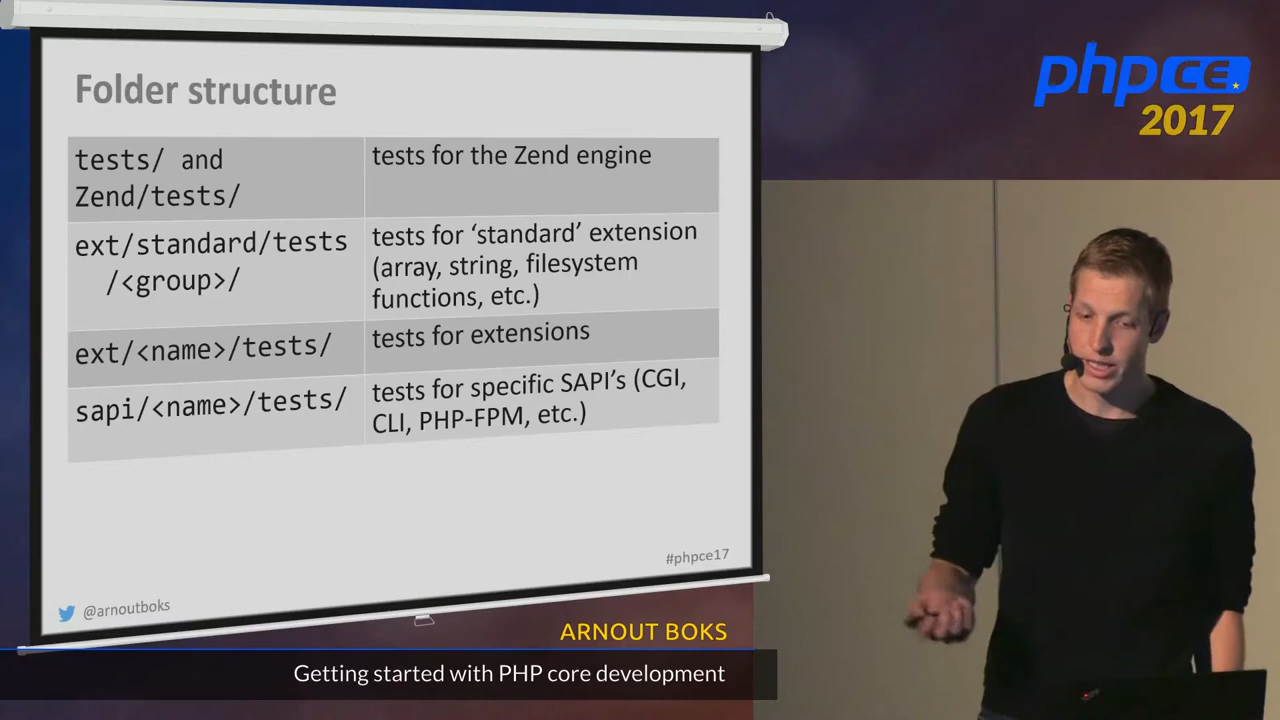 Folder structure
tests/ and
Zend/tests/
tests for the Zend engine
ext/standard/tests
/<group>/
tests for ‘standard’ extension
(array, string, filesystem
functions, etc.)
ext/<name>/tests/
tests for extensions
sapi/<name>/tests/
tests for specific SAPI’s (CGI,
CLI, PHP-FPM, etc.)
#phpce17
@arnoutboks
phpCE
2017
ARNOUT BOKS
Getting started with PHP core development